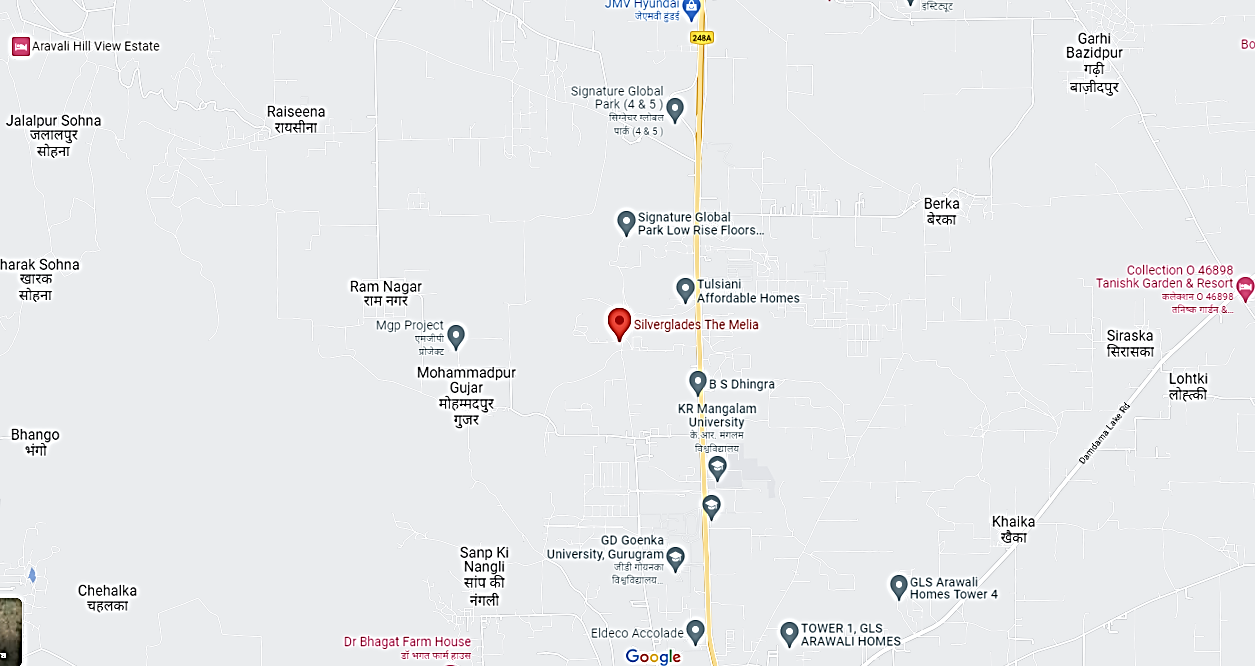 JMV Hyundai
जेएमवी हुंडई
इंस्टिट्यूट
248A
Aravali Hill View Estate
Garhi
Bazidpur
गढ़ी
बाज़ीदपुर
Bo
Signature Global
Park (4 & 5 )
सिग्नेचर ग्लोबल
पार्क (4 & 5 )
Raiseena
रायसीना
Jalalpur Sohna
जलालपुर
सोहना
Berka
बेरका
Signature Global
Park Low Rise Floors...
harak Sohna
खारक
सोहना
Ram Nagar
राम नगर
Tulsiani
Affordable Homes
Collection O 46898
Tanishk Garden & Resort
कलेक्शन O 46898
तनिष्क गार्डन &...
Mgp Project
एमजीपी
प्रोजेक्ट
Silverglades The Melia
Siraska
सिरासका
Mohammadpur
Gujar
मोहम्मदपुर
गुजर
B S Dhingra
Lohtki
लोह्त्की
KR Mangalam
University
के. आर. मंगलम
विश्वविद्यालय
Damdama Lake Rd
Bhango
भंगो
Khaika
खैका
GD Goenka
University, Gurugram
जीडी गोयनका
विश्वविद्यालय...
Sanp Ki
Nangli
सांप की
नंगली
Chehalka
चहलका
GLS Arawali
Homes Tower 4
Eldeco Accolade
TOWER 1, GLS
ARAWALI HOMES
Dr Bhagat Farm House
डॉ भगत फार्म हाउस
Google